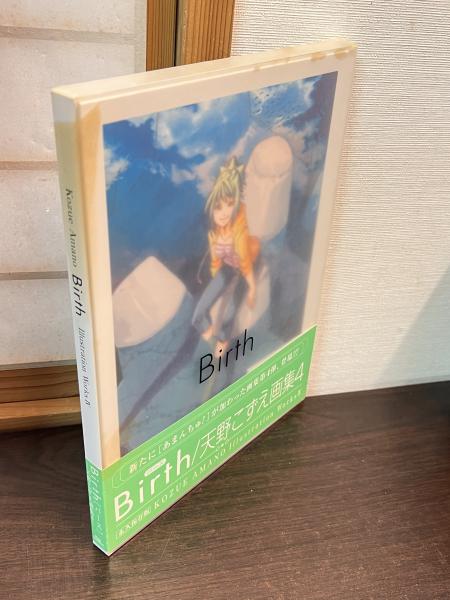 Kozue Amano Birth Illustration Works
Birth
新たに「あまんちゅ！」が加わった画集第4弾、登場!!
Birth/天野こずえ画集4
KOZUE AMANO Illustration Works
Birth